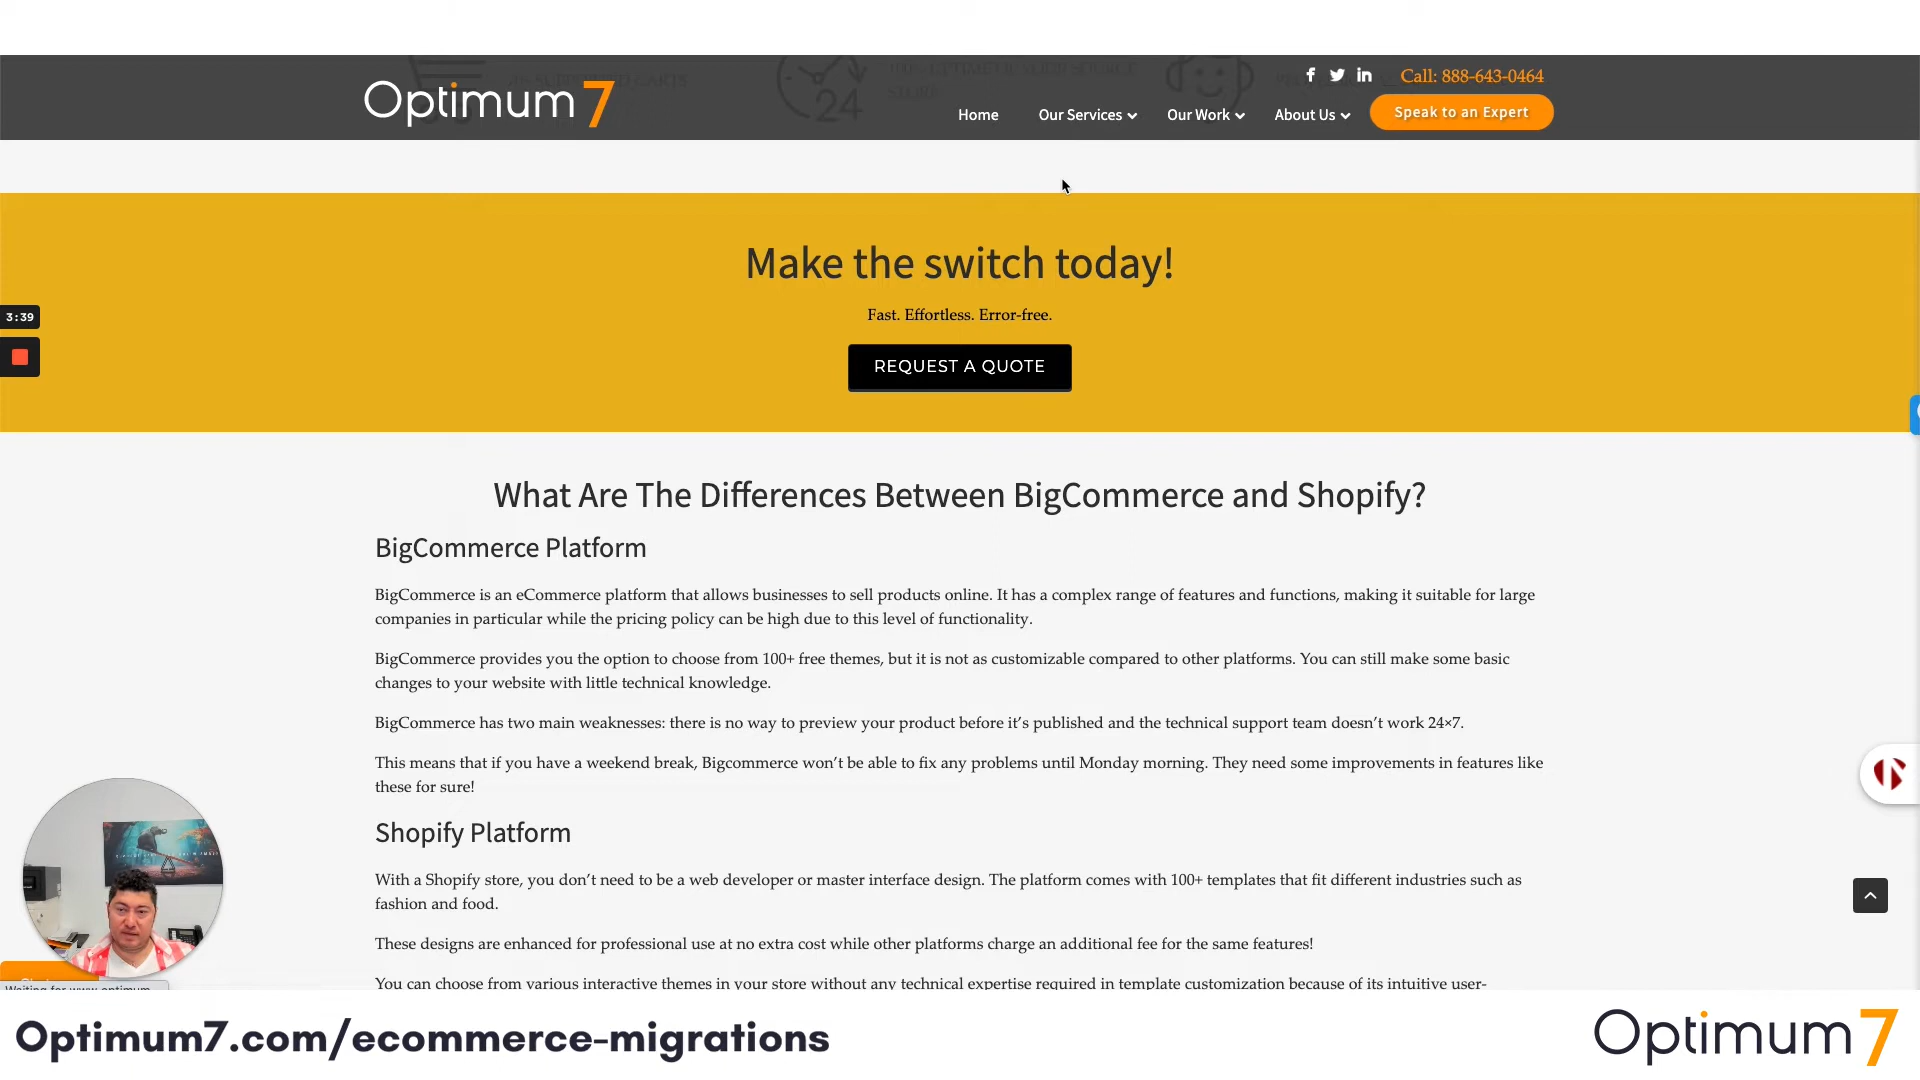 Optimum7
Call: 888-643-0464
Home
Our Services
Our Work
About Us
Speak to an Expert
24
Make the switch today!
Fast. Effortless. Error-free.
REQUEST A QUOTE
3:39
What Are The Differences Between BigCommerce and Shopify?
BigCommerce Platform
BigCommerce is an eCommerce platform that allows businesses to sell products online. It has a complex range of features and functions, making it suitable for large
companies in particular while the pricing policy can be high due to this level of functionality.
BigCommerce provides you the option to choose from 100+ free themes, but it is not as customizable compared to other platforms. You can still make some basic
changes to your website with little technical knowledge.
BigCommerce has two main weaknesses: there is no way to preview your product before it's published and the technical support team doesn't work 24×7.
This means that if you have a weekend break, Bigcommerce won't be able to fix any problems until Monday morning. They need some improvements in features like
these for sure!
Shopify Platform
With a Shopify store, you don't need to be a web developer or master interface design. The platform comes with 100+ templates that fit different industries such as
fashion and food.
These designs are enhanced for professional use at no extra cost while other platforms charge an additional fee for the same features!
You can choose from various interactive themes in your store without any technical expertise required in template customization because of its intuitive user-
Optimum7.com/ecommerce-migrations
Optimum7